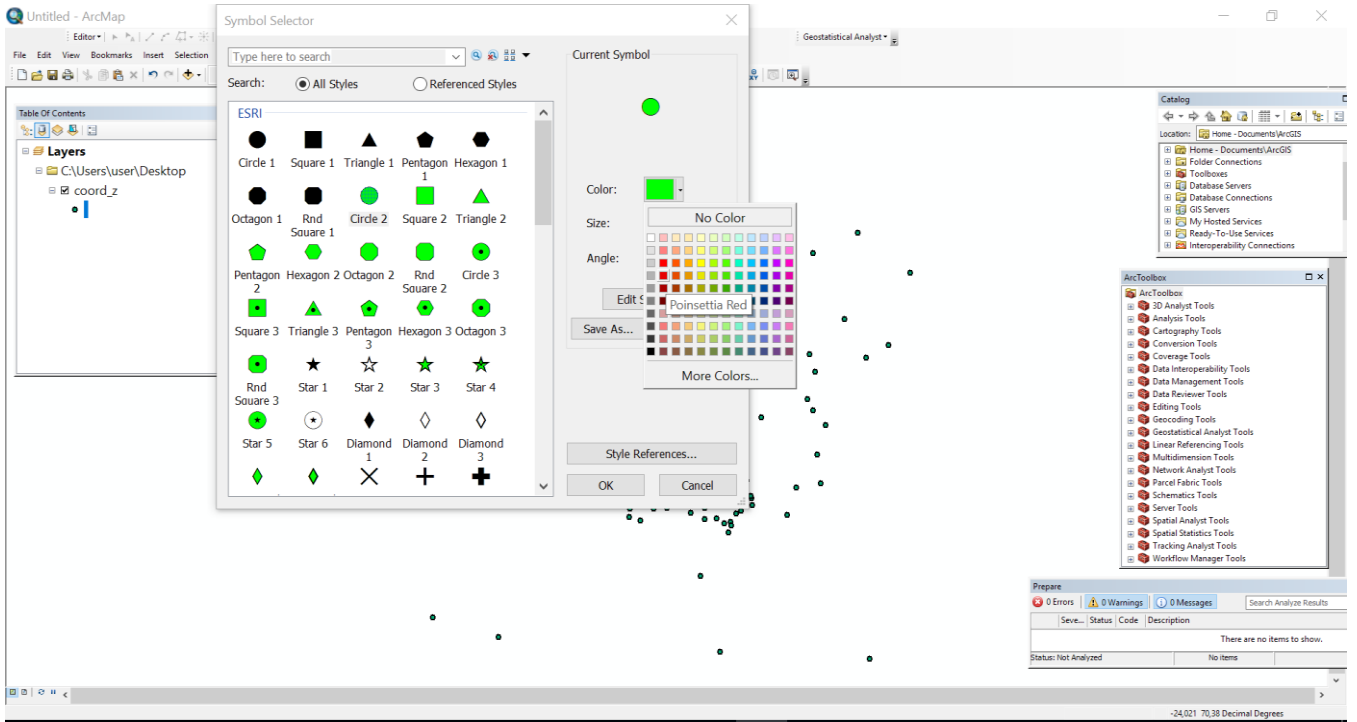 Untitled - ArcMap
Editor
File Edit View Bookmarks Insert Selection
Geostatistical Analyst
Table Of Contents
Layers
C:\Users\user\Desktop
coord_z
Symbol Selector
Type here to search
Search: All Styles Referenced Styles
ESRI
Circle 1 Square 1 Triangle 1 Pentagon 1 Hexagon 1
Octagon 1 Rnd Square 1 Circle 2 Square 2 Triangle 2
Pentagon 2 Hexagon 2 Octagon 2 Rnd Square 2 Circle 3
Square 3 Triangle 3 Pentagon 3 Hexagon 3 Octagon 3
Rnd Square 3 Star 1 Star 2 Star 3 Star 4
Star 5 Star 6 Diamond 1 Diamond 2 Diamond 3
Current Symbol
Color:
Size:
Angle:
Edit
Save As...
No Color
Poinsettia Red
More Colors...
Style References...
OK Cancel
Catalog
Location: Home - Documents\ArcGIS
Home - Documents\ArcGIS
Folder Connections
Toolboxes
Database Servers
Database Connections
GIS Servers
My Hosted Services
Ready-To-Use Services
Interoperability Connections
ArcToolbox
ArcToolbox
3D Analyst Tools
Analysis Tools
Cartography Tools
Conversion Tools
Coverage Tools
Data Interoperability Tools
Data Management Tools
Data Reviewer Tools
Editing Tools
Geocoding Tools
Geostatistical Analyst Tools
Linear Referencing Tools
Multidimension Tools
Network Analyst Tools
Parcel Fabric Tools
Schematics Tools
Server Tools
Spatial Analyst Tools
Spatial Statistics Tools
Tracking Analyst Tools
Workflow Manager Tools
Prepare
0 Errors 0 Warnings 0 Messages Search Analyze Results
Seve... Status Code Description
There are no items to show.
Status: Not Analyzed No items
-24,021 70,38 Decimal Degrees